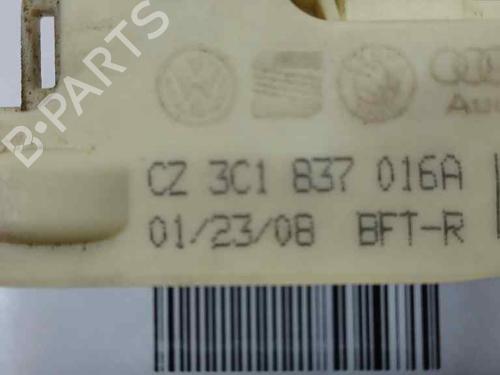 B-PARTS
Au
CZ 3C1 837 016A
01/23/08 BFT-R